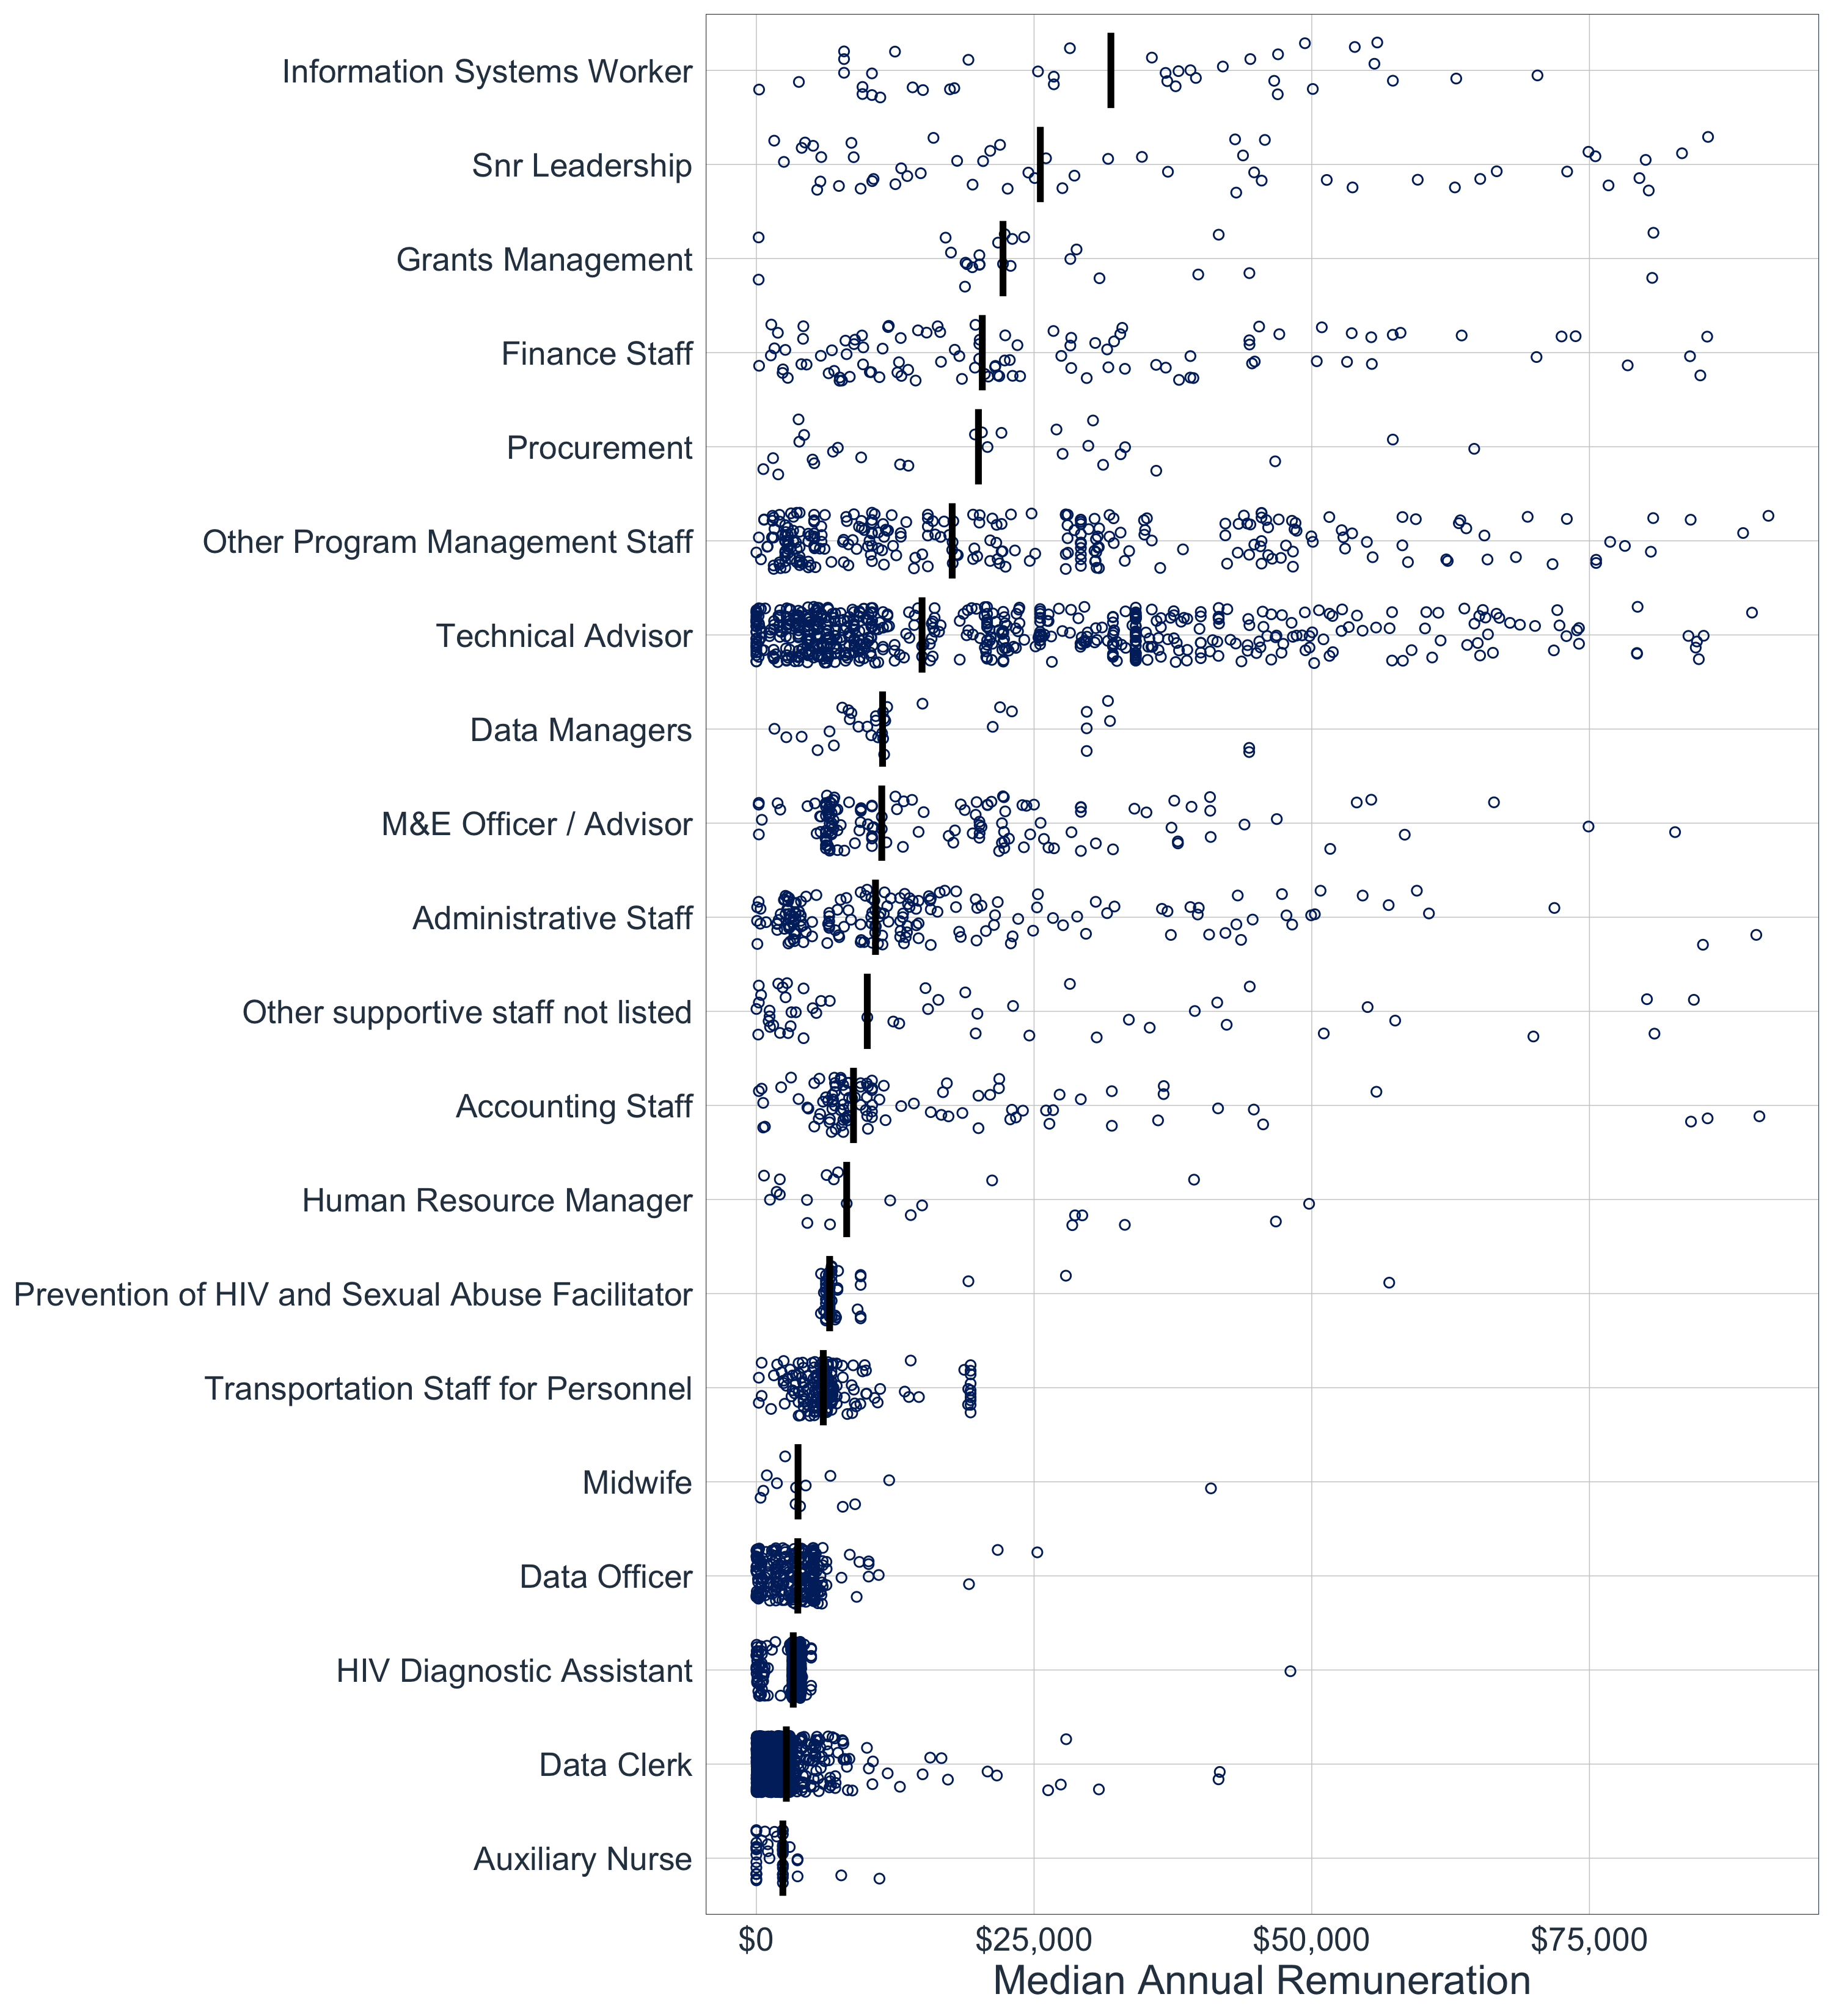 Information Systems Worker
Snr Leadership
Grants Management
Finance Staff
Procurement
Other Program Management Staff
Technical Advisor
Data Managers
M&E Officer / Advisor
Administrative Staff
Other supportive staff not listed
Accounting Staff
Human Resource Manager
Prevention of HIV and Sexual Abuse Facilitator
Transportation Staff for Personnel
Midwife
Data Officer
HIV Diagnostic Assistant
Data Clerk
Auxiliary Nurse
$0 $25,000 $50,000 $75,000
Median Annual Remuneration